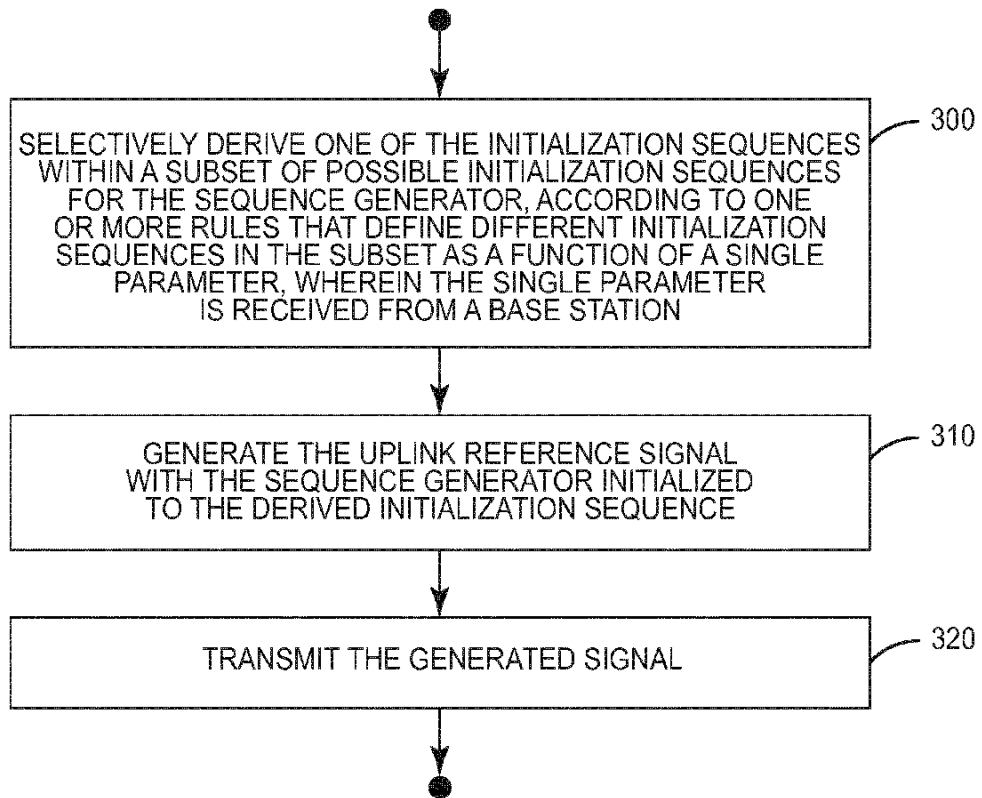 SELECTIVELY DERIVE ONE OF THE INITIALIZATION SEQUENCES
WITHIN A SUBSET OF POSSIBLE INITIALIZATION SEQUENCES
FOR THE SEQUENCE GENERATOR, ACCORDING TO ONE
OR MORE RULES THAT DEFINE DIFFERENT INITIALIZATION
SEQUENCES IN THE SUBSET AS A FUNCTION OF A SINGLE
PARAMETER, WHEREIN THE SINGLE PARAMETER
IS RECEIVED FROM A BASE STATION
300
GENERATE THE UPLINK REFERENCE SIGNAL
WITH THE SEQUENCE GENERATOR INITIALIZED
TO THE DERIVED INITIALIZATION SEQUENCE
310
TRANSMIT THE GENERATED SIGNAL
320